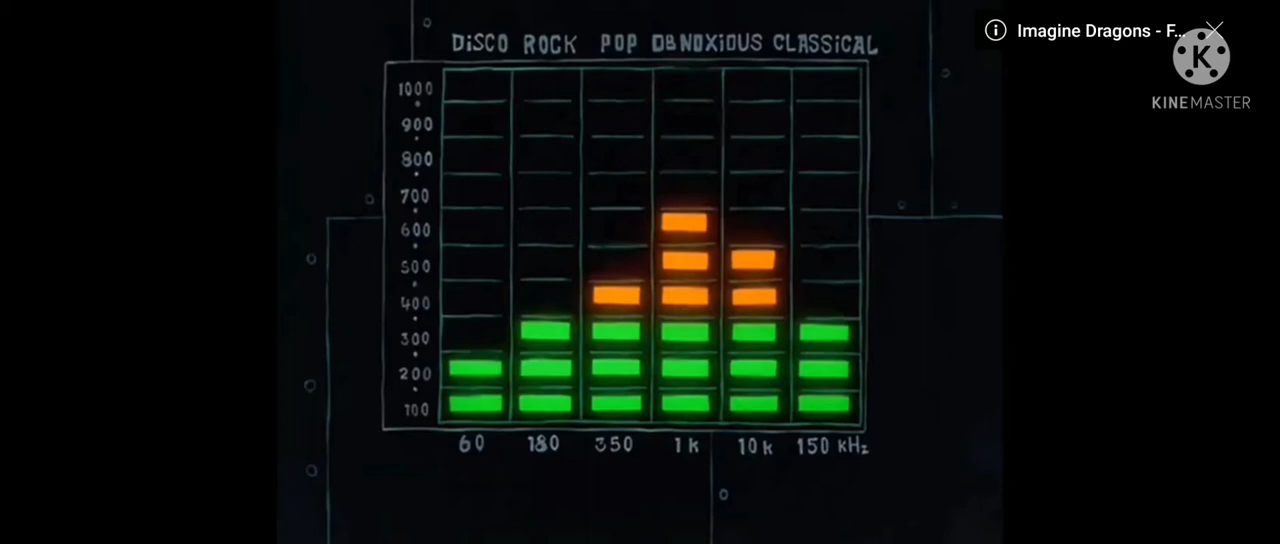 Imagine Dragons - F...
KINEMASTER
DiSCO ROCK POP OBNOXiOUS CLASSiCAL
1000
900
800
700
600
500
400
300
200
100
60 180 350 1k 10k 150 kHz